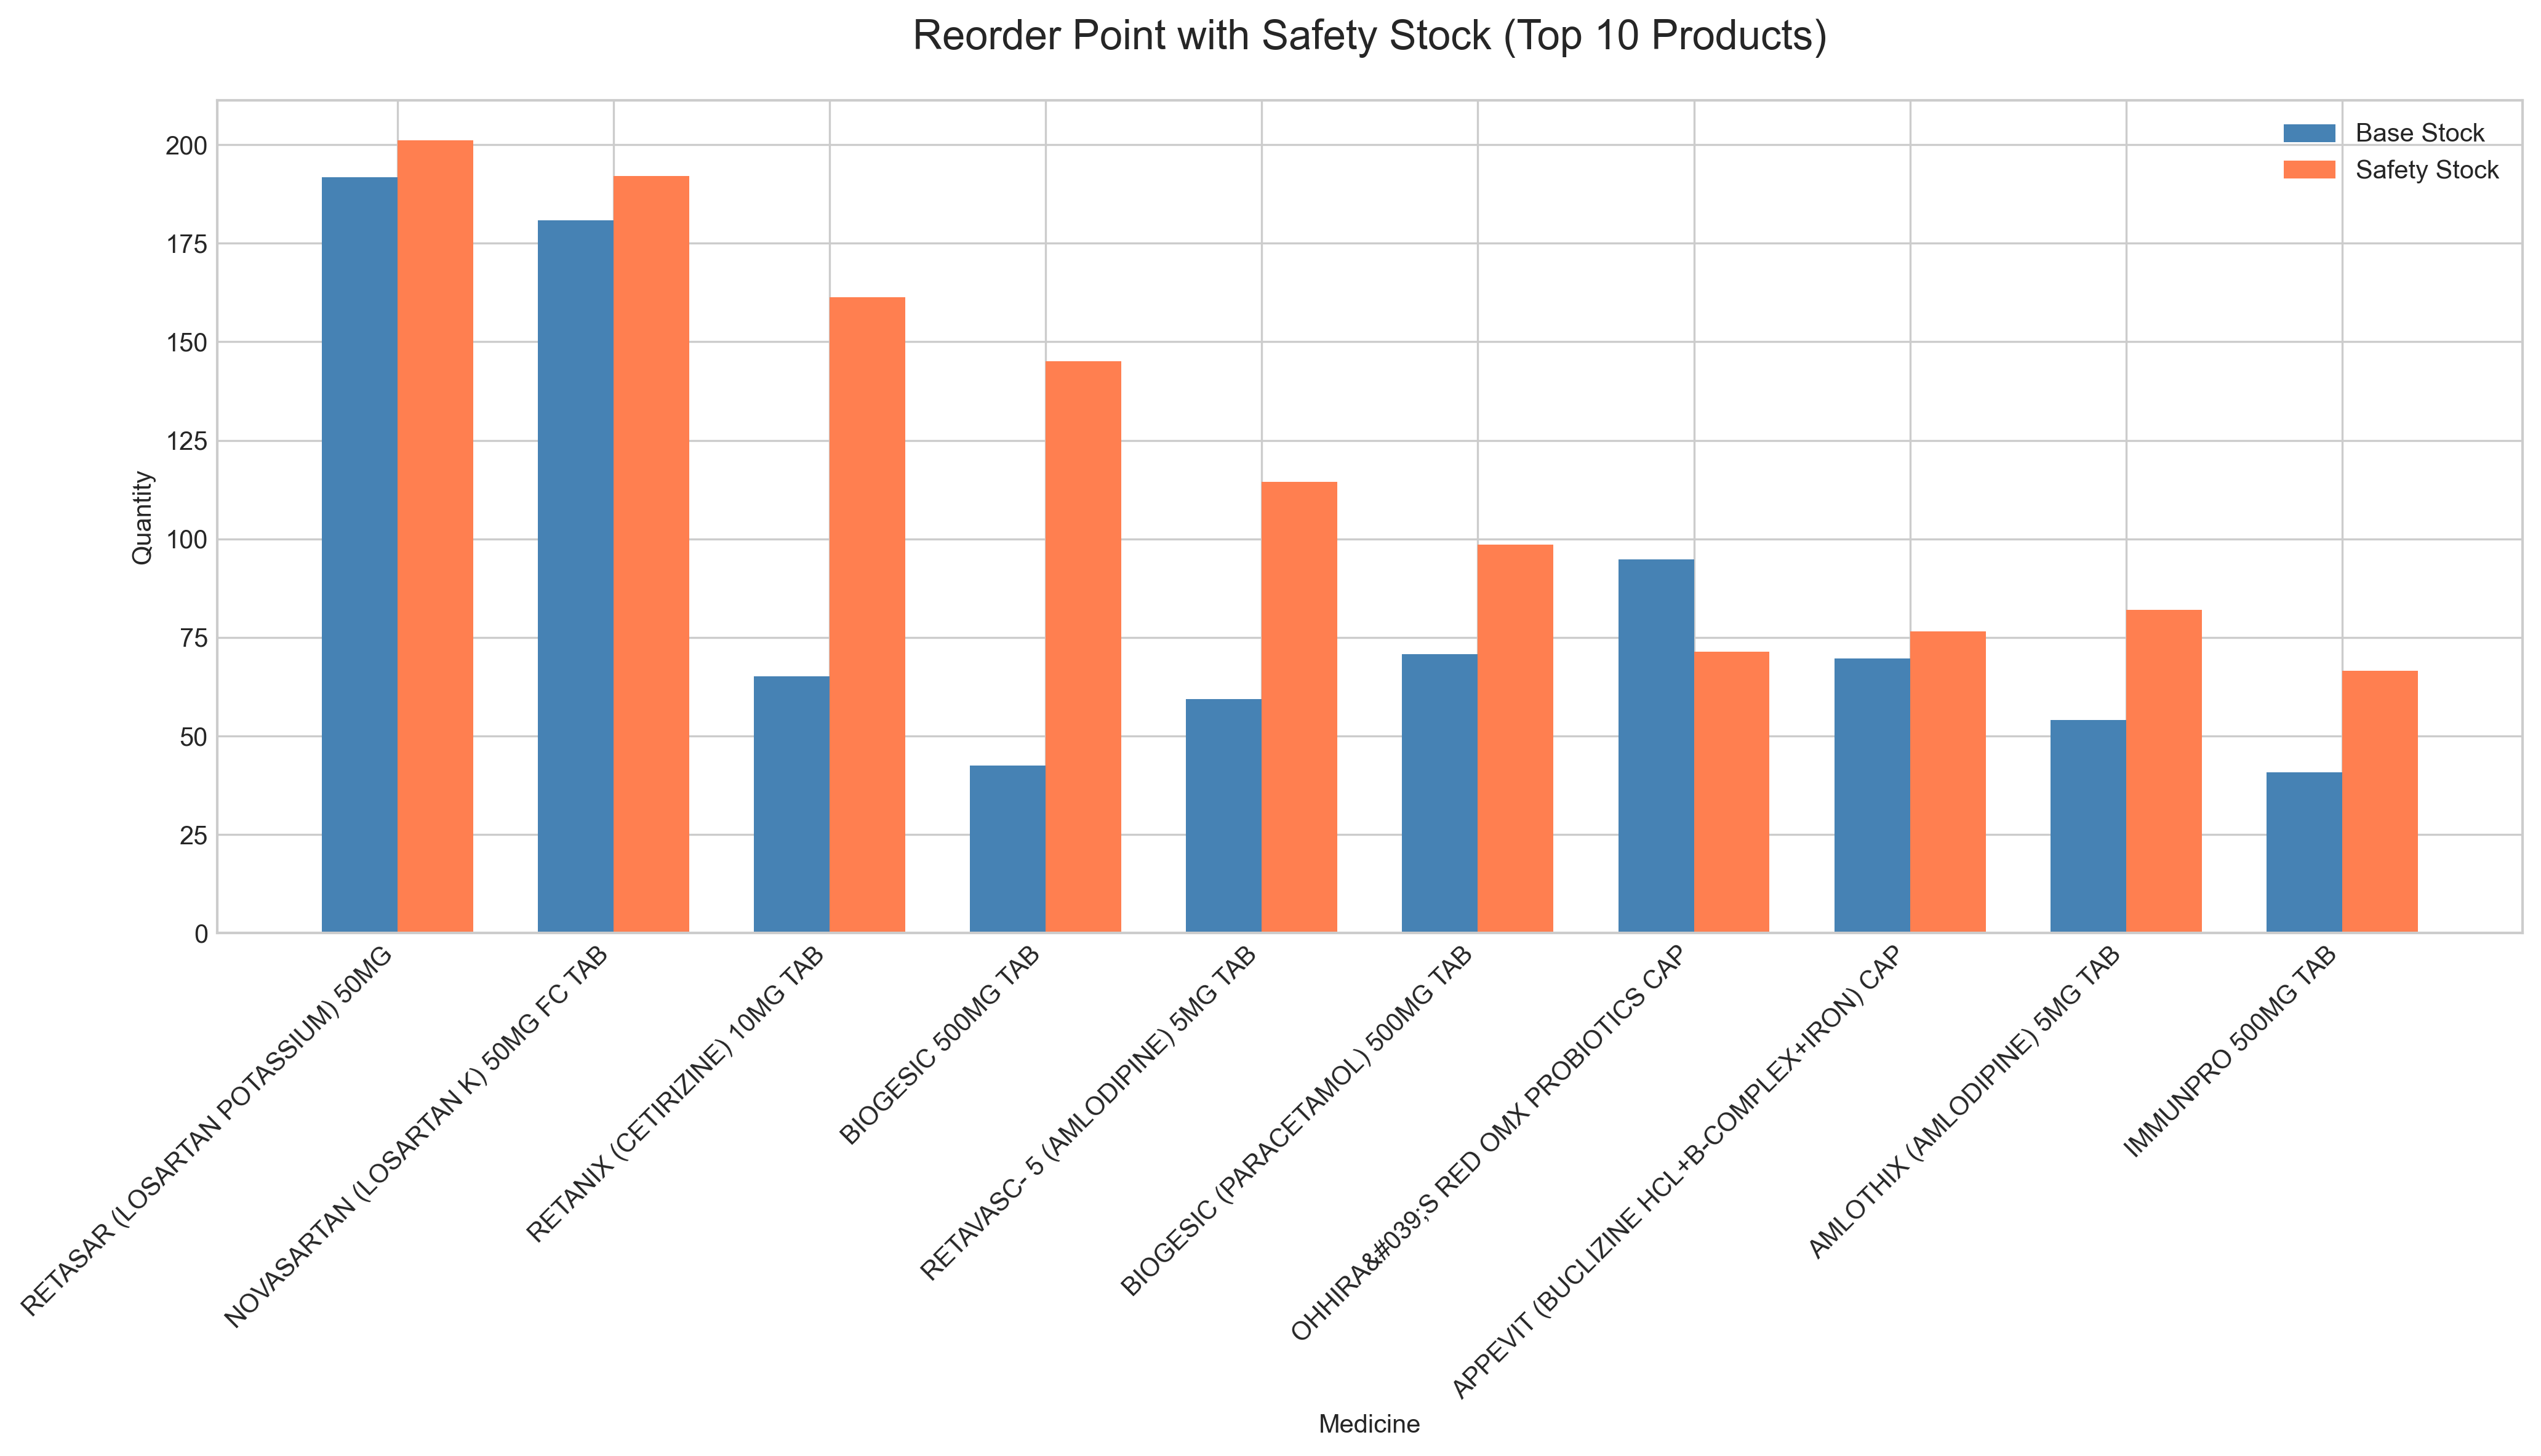 Reorder Point with Safety Stock (Top 10 Products)
Base Stock
Safety Stock
Quantity
200
175
150
125
100
75
50
25
0
RETASAR (LOSARTAN POTASSIUM) 50MG
NOVASARTAN (LOSARTAN K) 50MG FC TAB
RETANIX (CETIRIZINE) 10MG TAB
BIOGESIC 500MG TAB
RETAVASC- 5 (AMLODIPINE) 5MG TAB
BIOGESIC (PARACETAMOL) 500MG TAB
OHHIRA&#039;S RED OMX PROBIOTICS CAP
APPEVIT (BUCLIZINE HCL+B-COMPLEX+IRON) CAP
AMLOTHIX (AMLODIPINE) 5MG TAB
IMMUNPRO 500MG TAB
Medicine